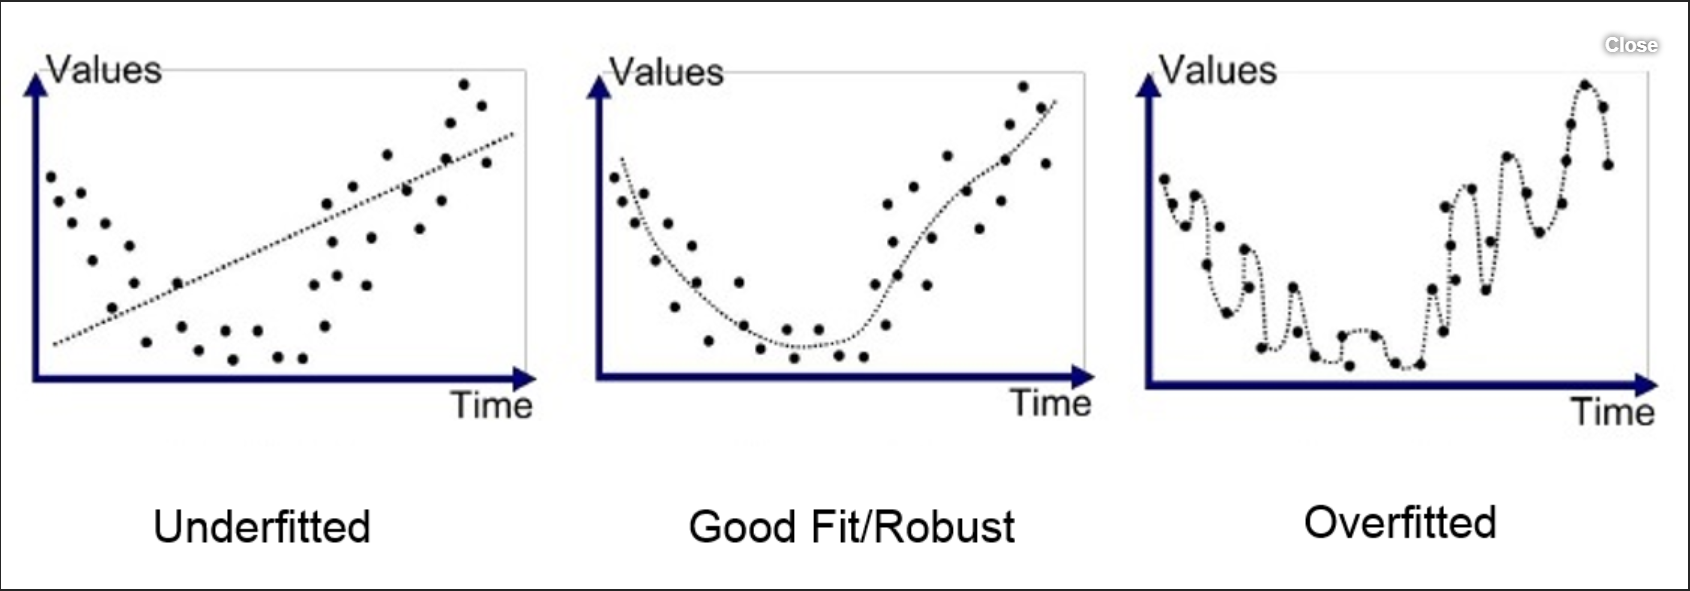 Close
Values
Values
Values
Time
Time
Time
Underfitted
Good Fit/Robust
Overfitted